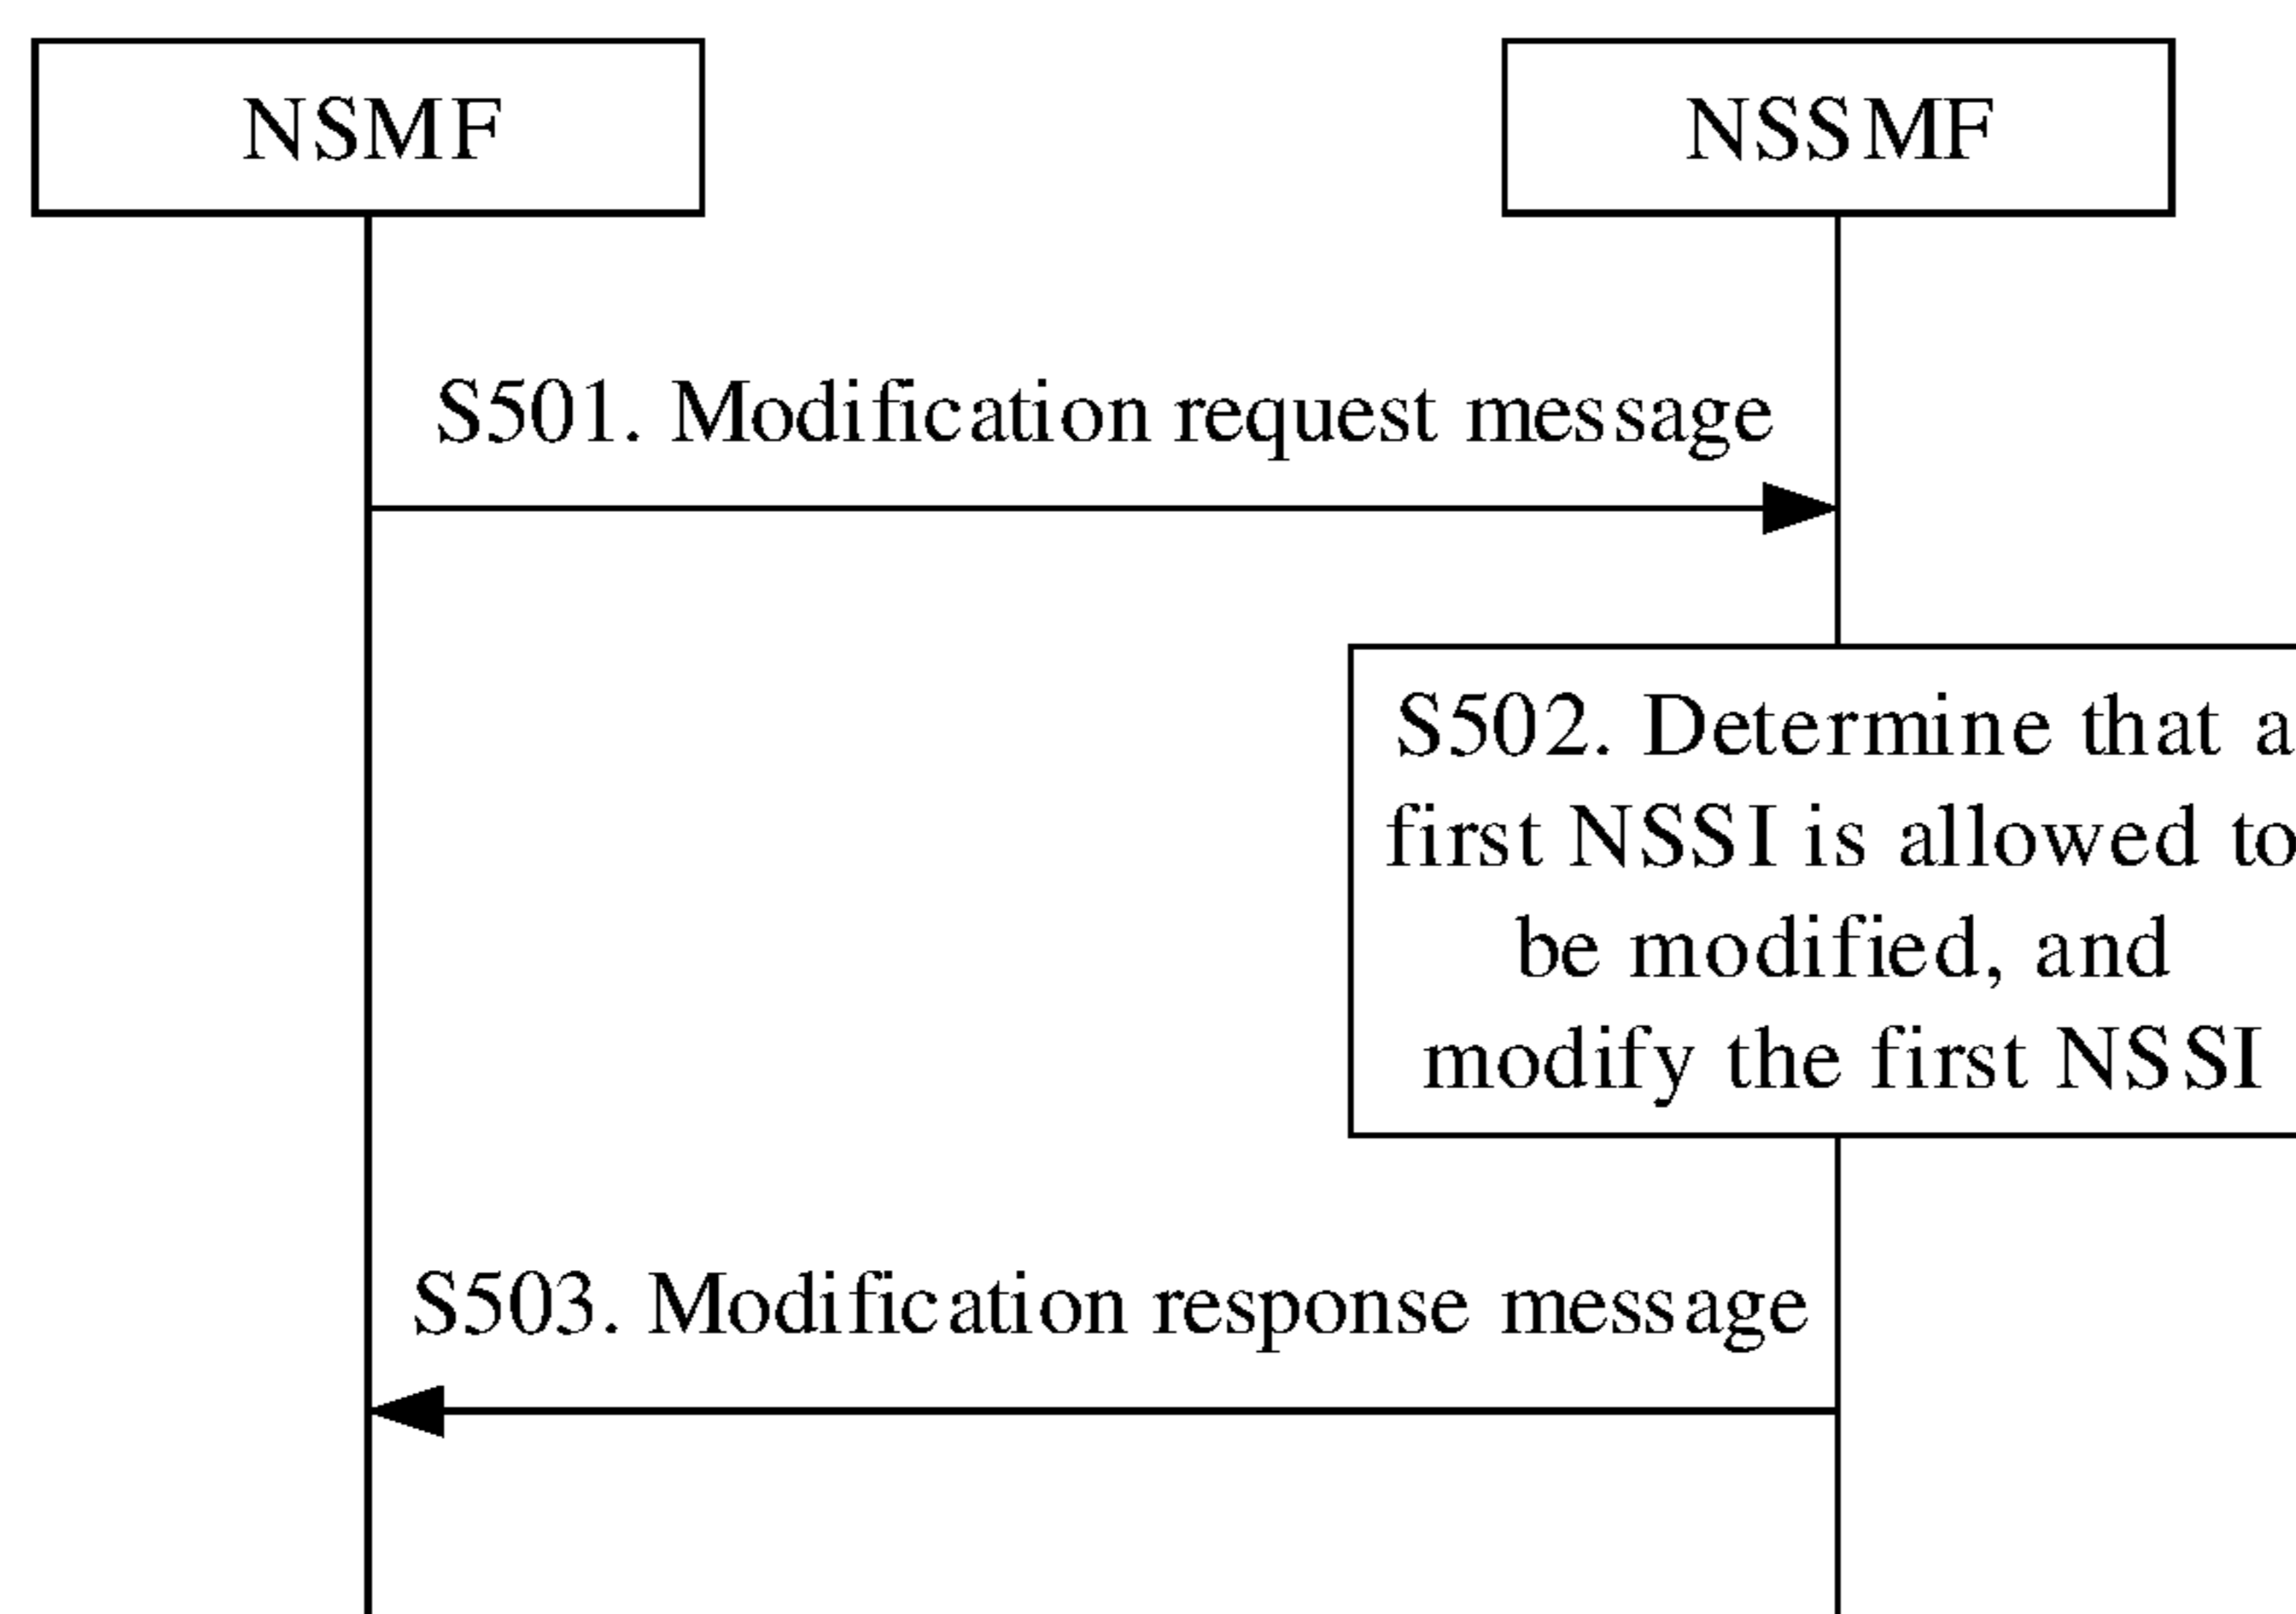 NSMF
NSSMF
S501. Modification request message
S502. Determine that a
first NSSI is allowed to
be modified, and
modify the first NSSI
S503. Modification response message